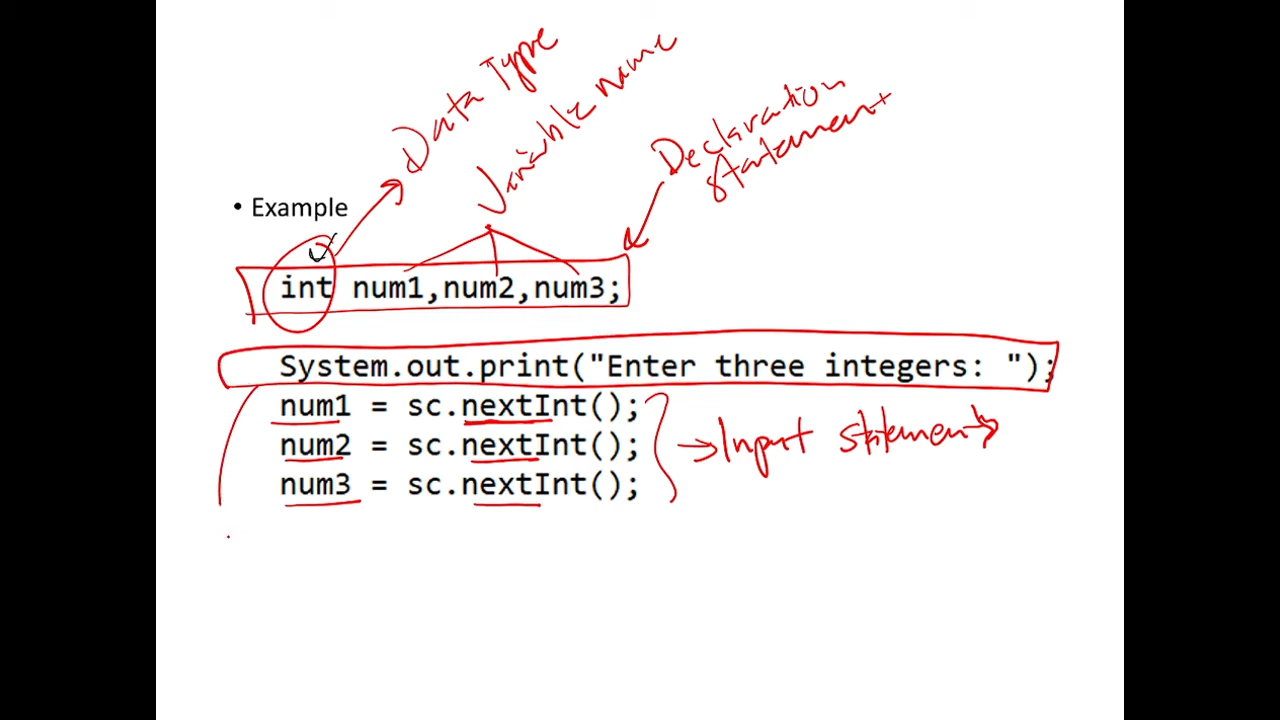 Data Type
Variable name
Declaration
statement
• Example
int num1,num2,num3;
System.out.print("Enter three integers: ");
num1 = sc.nextInt();
num2 = sc.nextInt();
num3 = sc.nextInt();
Input statement